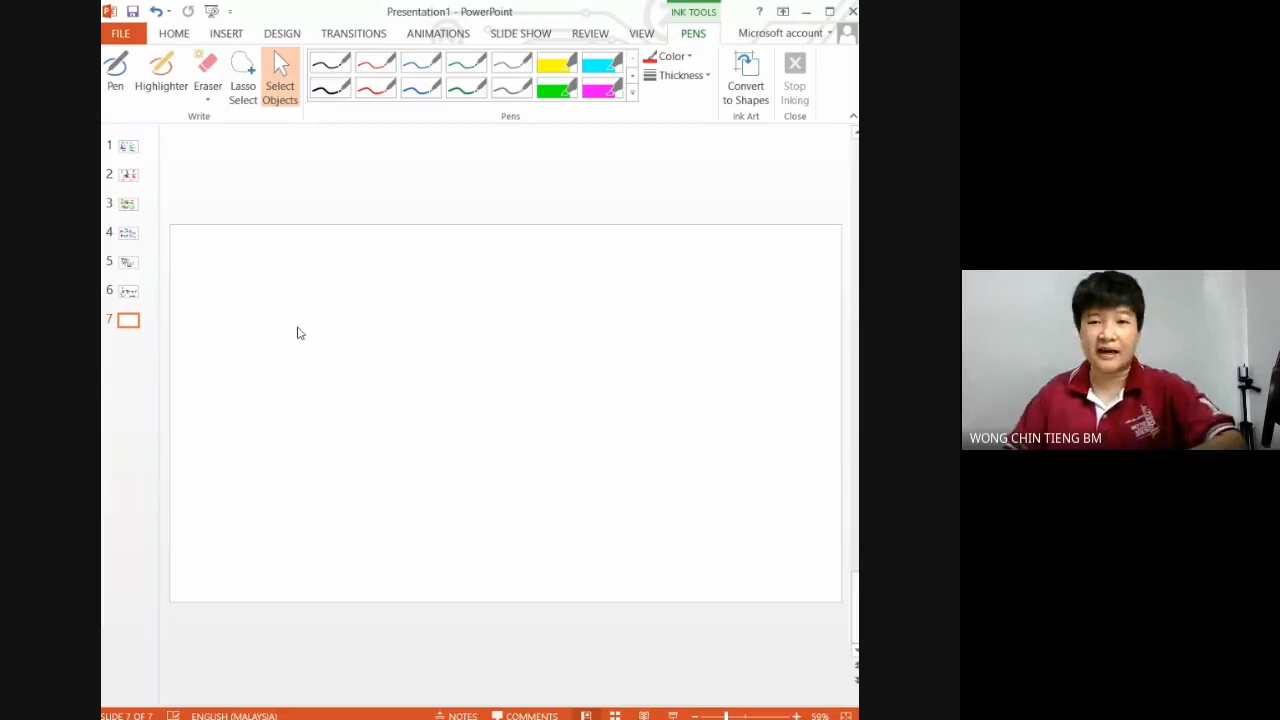 Presentation1 - PowerPoint
INK TOOLS
?
FILE HOME INSERT DESIGN TRANSITIONS ANIMATIONS SLIDE SHOW REVIEW VIEW PENS Microsoft account
Pen Highlighter Eraser Lasso Select Select Objects
Color
Thickness
Convert to Shapes
Stop Inking
Write Pens Ink Art Close
1
2
3
4
5
6
7
WONG CHIN TIENG BM
SLIDE 7 OF 7 ENGLISH (MALAYSIA) NOTES COMMENTS 59%